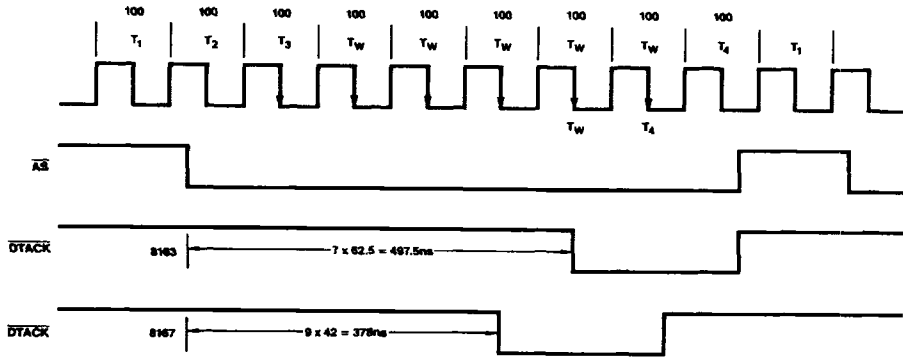 100 100 100 100 100 100 100 100 100
T1 T2 T3 TW TW TW TW TW T4 T1
TW T4
AS
DTACK 8163 7 x 62.5 = 497.5ns
DTACK 8167 9 x 42 = 378ns